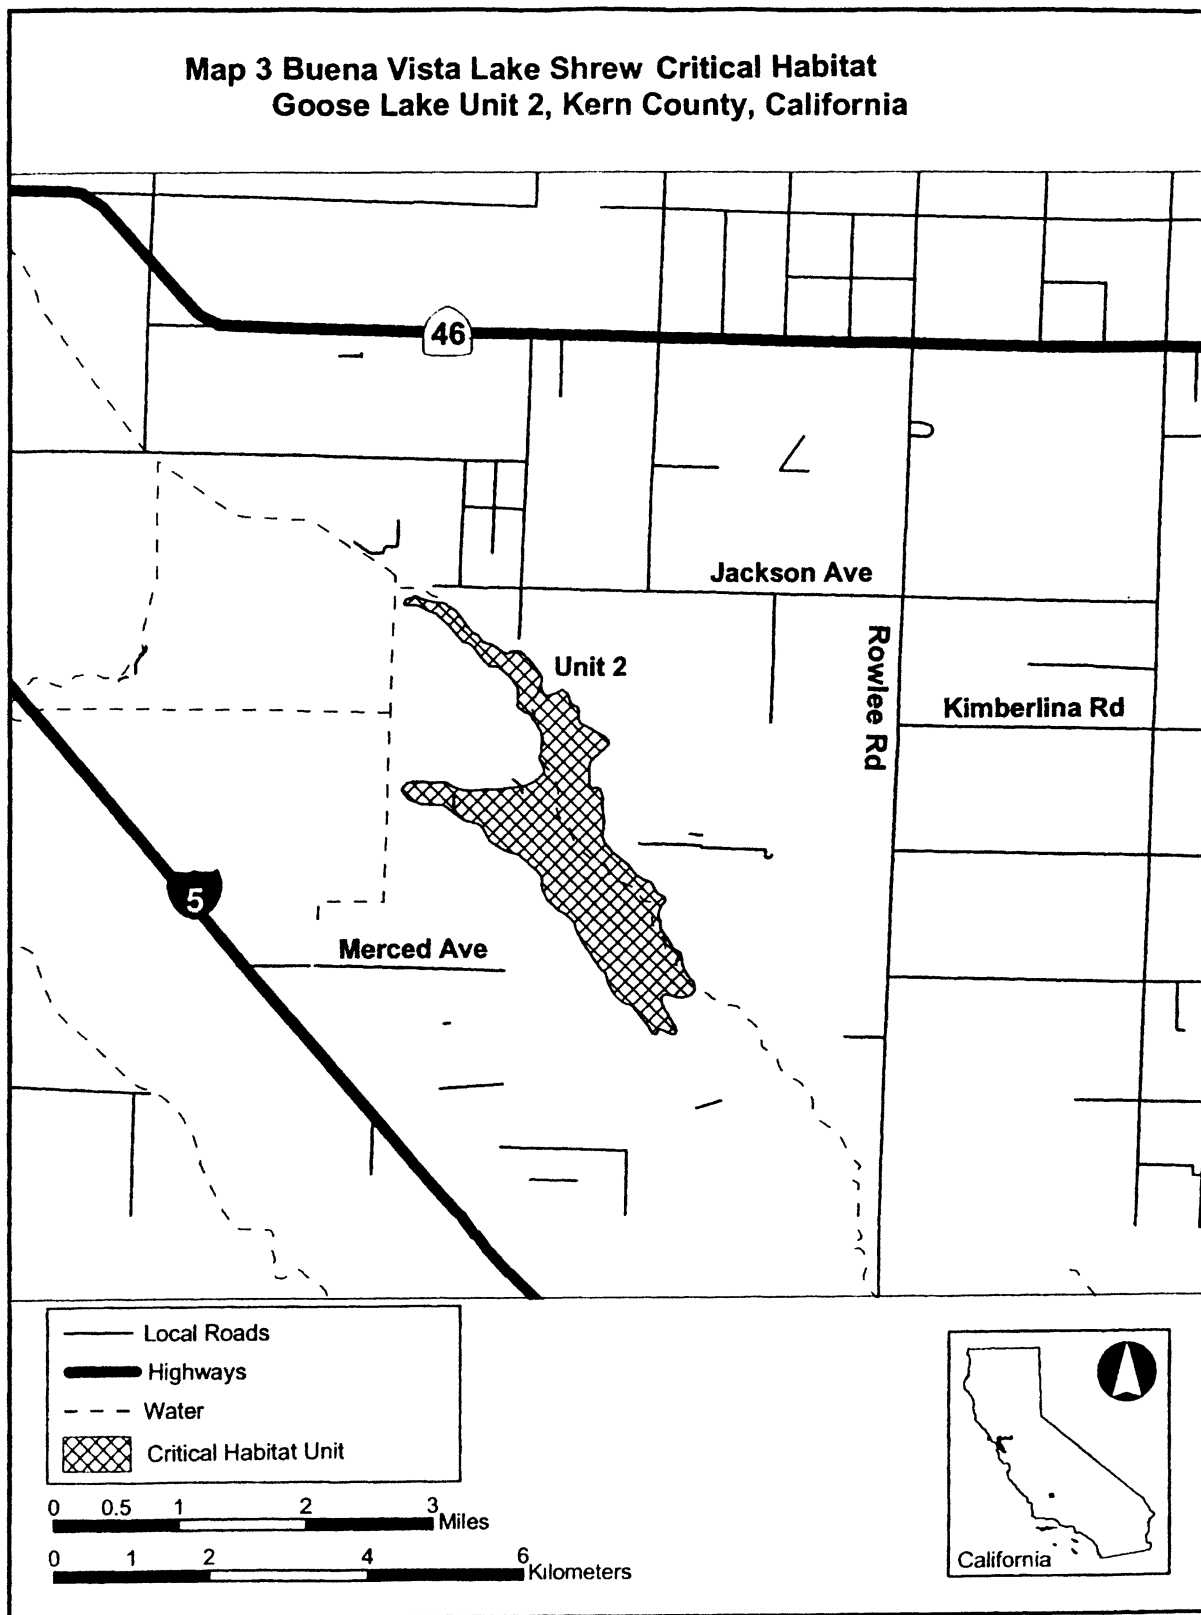 Map 3 Buena Vista Lake Shrew Critical Habitat
Goose Lake Unit 2, Kern County, California
46
Jackson Ave
Unit 2
Rowlee Rd
Kimberlina Rd
5
Merced Ave
Local Roads
Highways
Water
Critical Habitat Unit
0 0.5 1 2 3 Miles
0 1 2 4 6 Kilometers
California